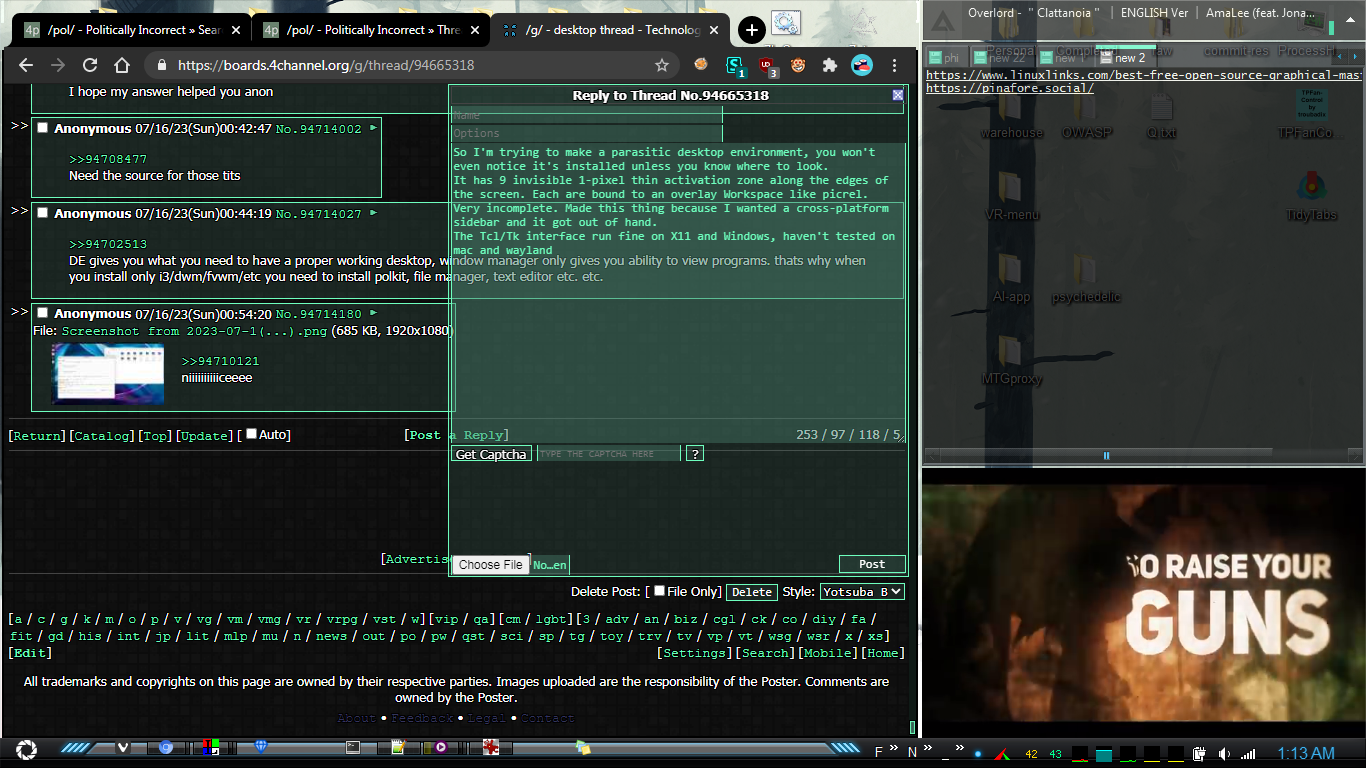 /pol/ - Politically Incorrect » Sear
/pol/ - Politically Incorrect » Thre
/g/ - desktop thread - Technolog
https://boards.4channel.org/g/thread/94665318
1
3
Overlord - " Clattanoia " | ENGLISH Ver | AmaLee (feat. Jona...
Personal
commit-res
ProcessH
phi
new 22
new 1
new 2
https://www.linuxlinks.com/best-free-open-source-graphical-mas
https://pinafore.social/
warehouse
OWASP
Q.txt
TPFanCo...
VR-menu
TidyTabs
AI-app
psychedelic
MTGproxy
I hope my answer helped you anon
>> Anonymous 07/16/23(Sun)00:42:47 No.94714002
>>94708477
Need the source for those tits
>> Anonymous 07/16/23(Sun)00:44:19 No.94714027
>>94702513
DE gives you what you need to have a proper working desktop, window manager only gives you ability to view programs. thats why when
you install only i3/dwm/fvwm/etc you need to install polkit, file manager, text editor etc. etc.
>> Anonymous 07/16/23(Sun)00:54:20 No.94714180
File: Screenshot from 2023-07-1(...).png (685 KB, 1920x1080)
>>94710121
niiiiiiiiiiceeee
[Return] [Catalog] [Top] [Update] [ Auto]
[Post a Reply]
253 / 97 / 118 / 5
Reply to Thread No.94665318
Name
Options
So I'm trying to make a parasitic desktop environment, you won't
even notice it's installed unless you know where to look.
It has 9 invisible 1-pixel thin activation zone along the edges of
the screen. Each are bound to an overlay Workspace like picrel.
Very incomplete. Made this thing because I wanted a cross-platform
sidebar and it got out of hand.
The Tcl/Tk interface run fine on X11 and Windows, haven't tested on
mac and wayland
Get Captcha
TYPE THE CAPTCHA HERE
?
Choose File No…en
Post
[Advertis
Delete Post: [ File Only] Delete Style: Yotsuba B
[a / c / g / k / m / o / p / v / vg / vm / vmg / vr / vrpg / vst / w] [vip / qa] [cm / lgbt] [3 / adv / an / biz / cgl / ck / co / diy / fa /
fit / gd / his / int / jp / lit / mlp / mu / n / news / out / po / pw / qst / sci / sp / tg / toy / trv / tv / vp / vt / wsg / wsr / x / xs]
[Edit]
[Settings] [Search] [Mobile] [Home]
All trademarks and copyrights on this page are owned by their respective parties. Images uploaded are the responsibility of the Poster. Comments are
owned by the Poster.
About • Feedback • Legal • Contact
SO RAISE YOUR
GUNS
F » N » _ »
42 43
1:13 AM